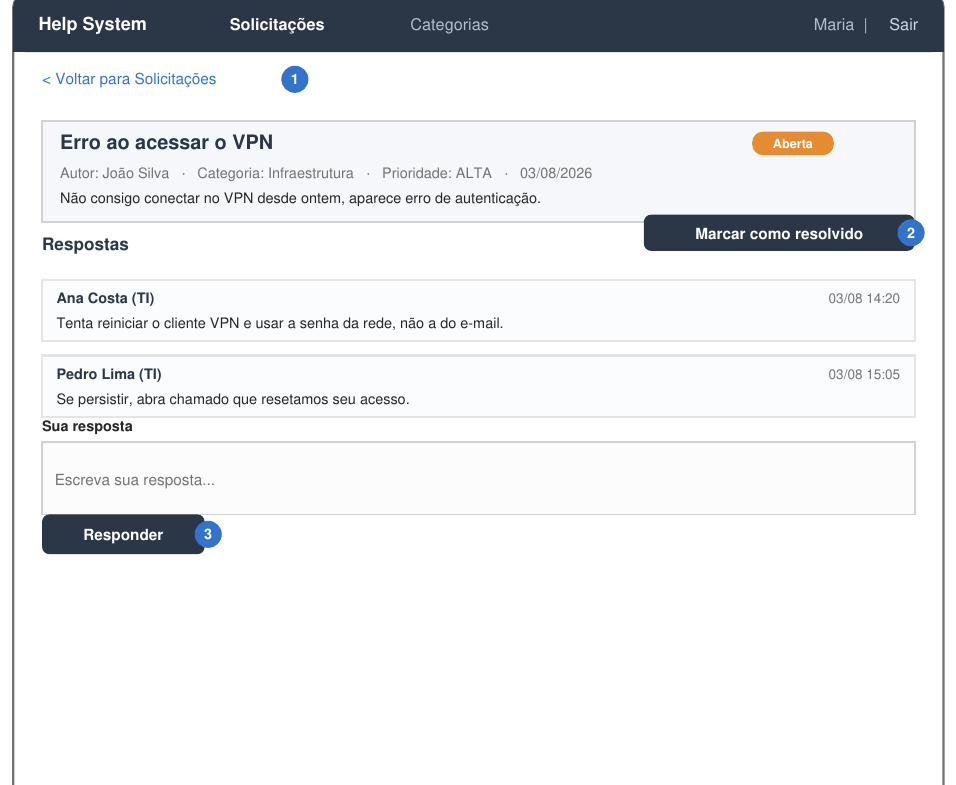 Help System Solicitações Categorias Maria | Sair
< Voltar para Solicitações 1
Erro ao acessar o VPN Aberta
Autor: João Silva · Categoria: Infraestrutura · Prioridade: ALTA · 03/08/2026
Não consigo conectar no VPN desde ontem, aparece erro de autenticação.
Marcar como resolvido 2
Respostas
Ana Costa (TI) 03/08 14:20
Tenta reiniciar o cliente VPN e usar a senha da rede, não a do e-mail.
Pedro Lima (TI) 03/08 15:05
Se persistir, abra chamado que resetamos seu acesso.
Sua resposta
Escreva sua resposta...
Responder 3